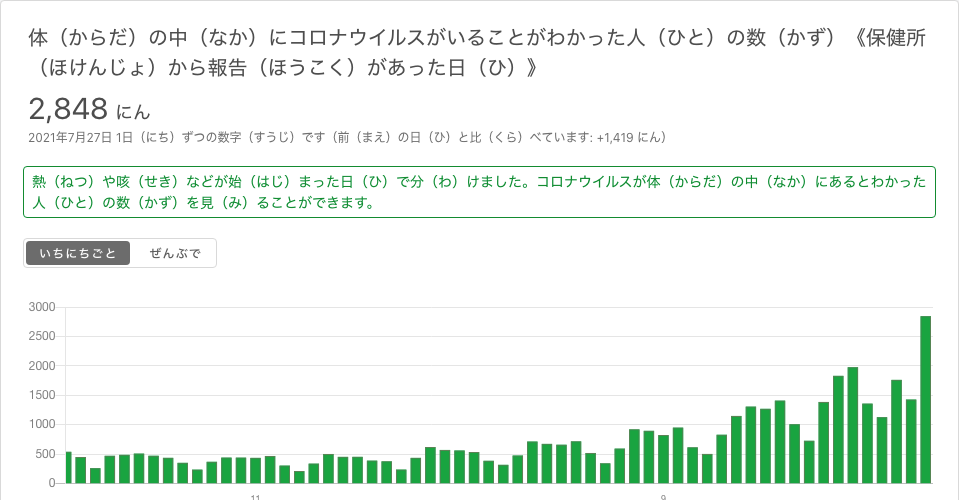 体（からだ）の中（なか）にコロナウイルスがいることがわかった人（ひと）の数（かず）《保健所
（ほけんじょ）から報告（ほうこく）があった日（ひ）》
2,848 にん
2021年7月27日 1日（にち）ずつの数字（すうじ）です（前（まえ）の日（ひ）と比（くら）べています: +1,419 にん）
熱（ねつ）や咳（せき）などが始（はじ）まった日（ひ）で分（わ）けました。コロナウイルスが体（からだ）の中（なか）にあるとわかった
人（ひと）の数（かず）を見（み）ることができます。
いちにちごと ぜんぶで
3000
2500
2000
1500
1000
500
0
11 9